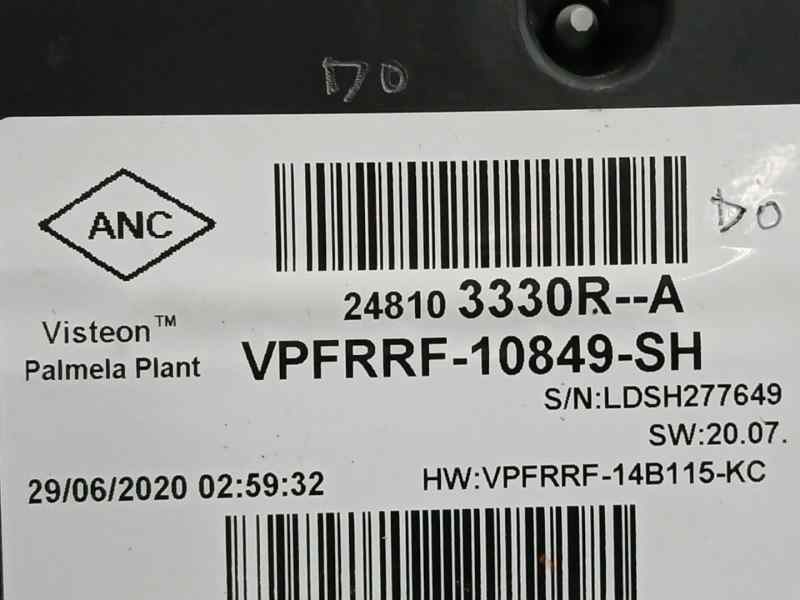 DO
ANC
24810 3330R--A
DO
Visteon™
VPFRRF-10849-SH
Palmela Plant
S/N:LDSH277649
SW:20.07.
29/06/2020 02:59:32
HW:VPFRRF-14B115-KC